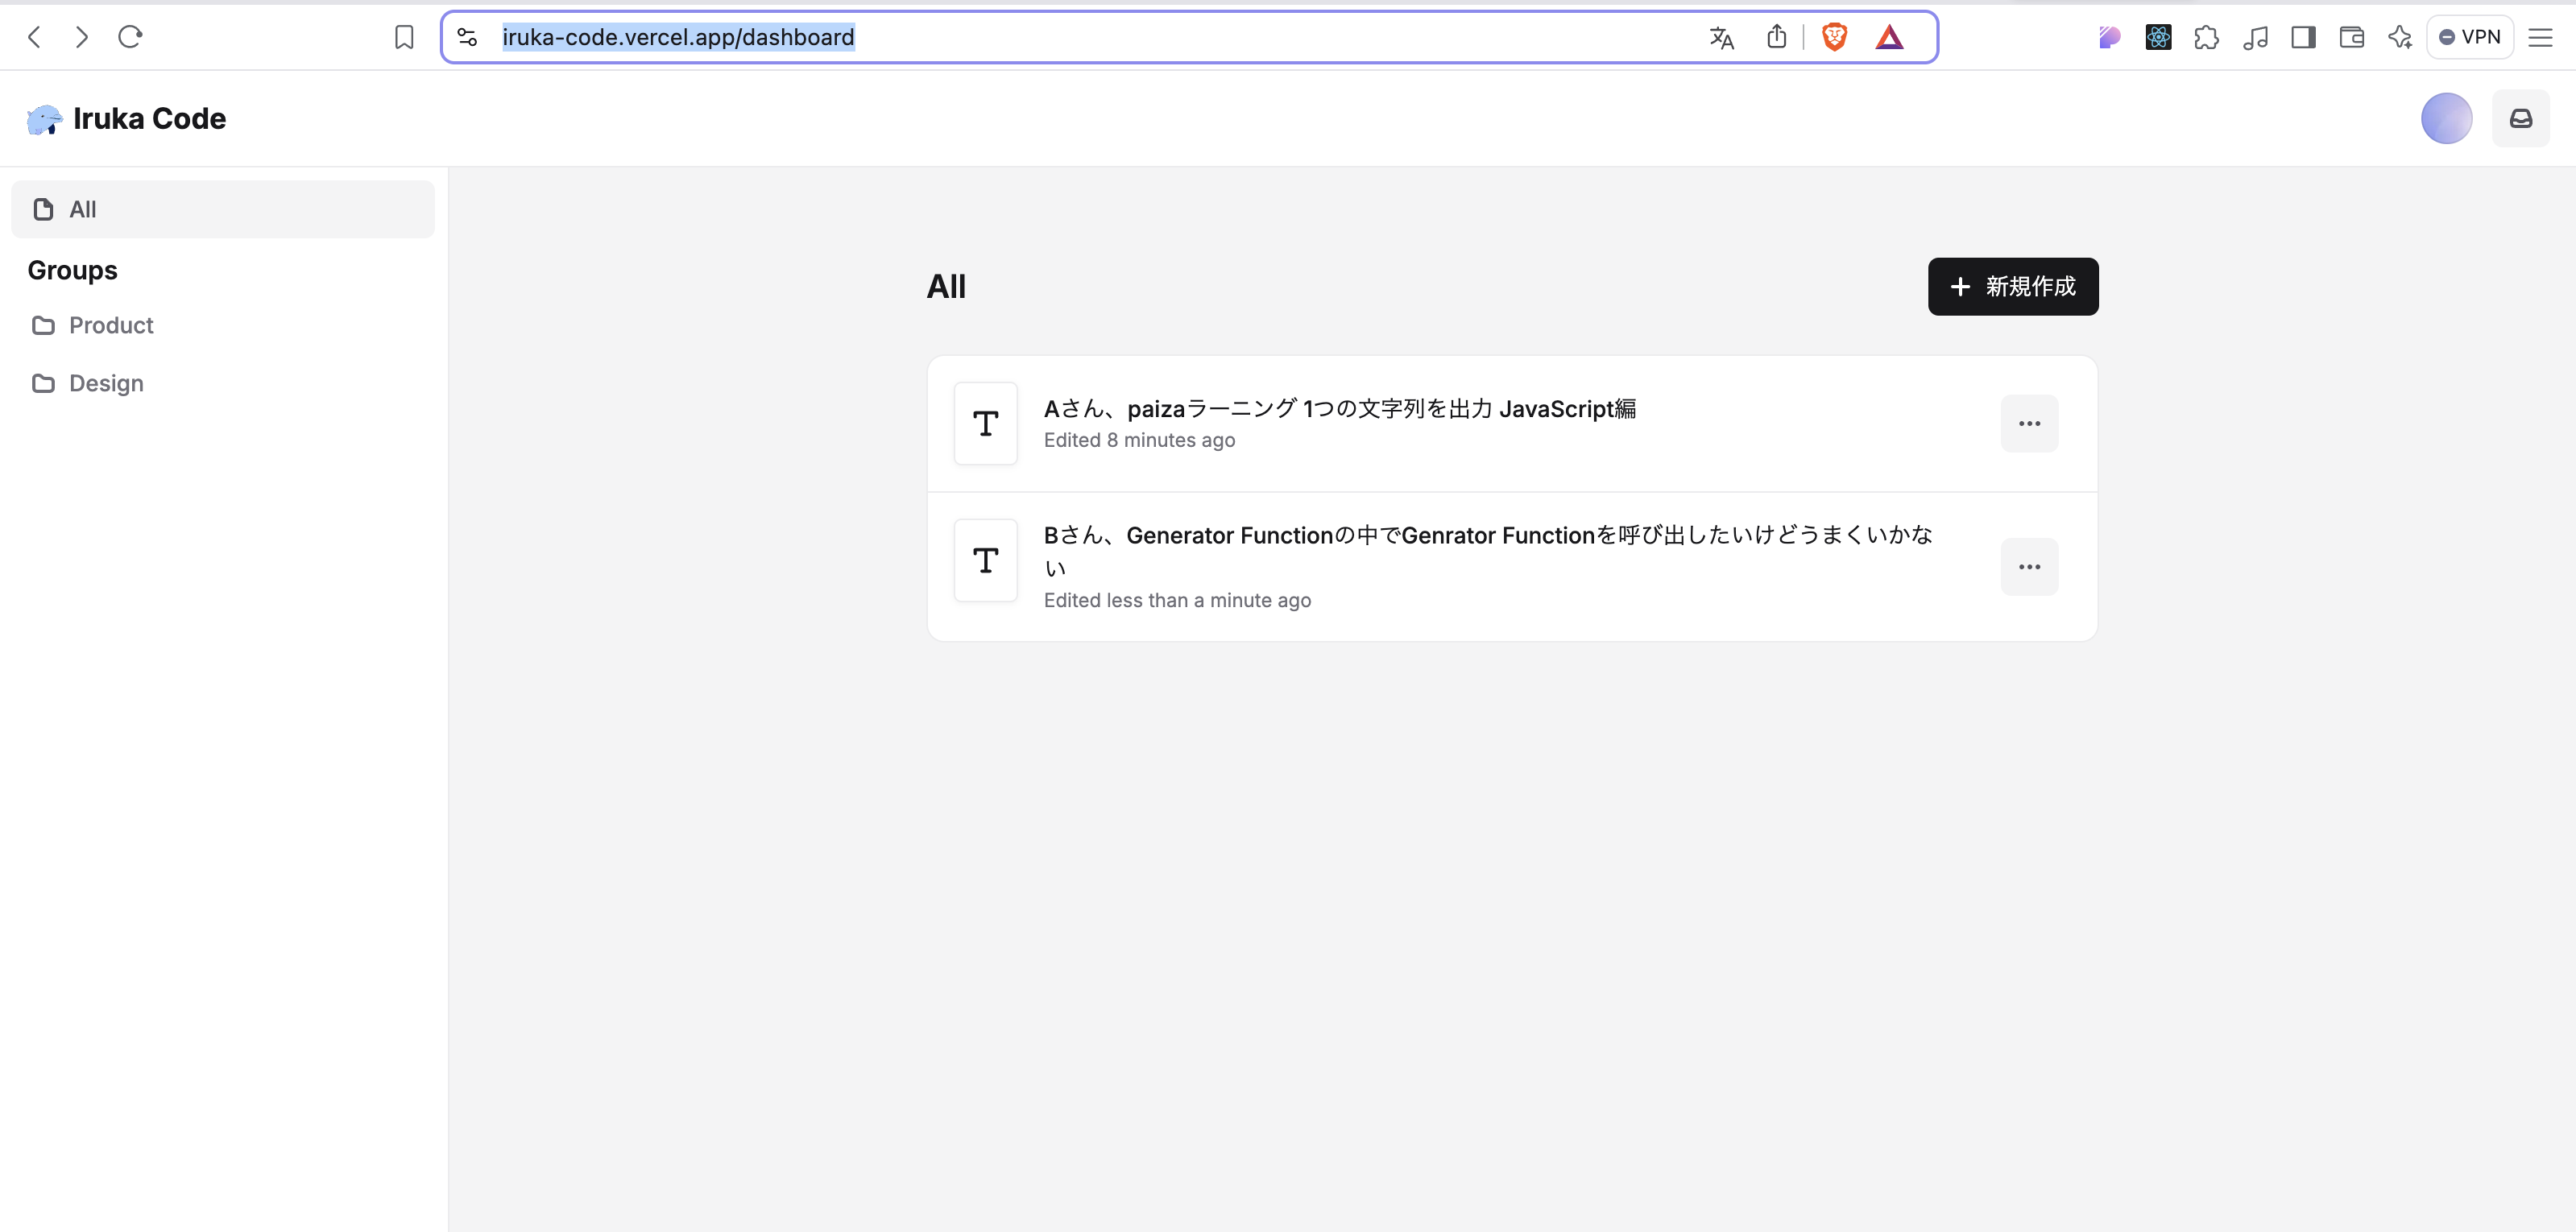 iruka-code.vercel.app/dashboard
VPN
Iruka Code
All
Groups
Product
Design
All
新規作成
T
Aさん、paizaラーニング 1つの文字列を出力 JavaScript編
Edited 8 minutes ago
T
Bさん、Generator Functionの中でGenrator Functionを呼び出したいけどうまくいかな
い
Edited less than a minute ago